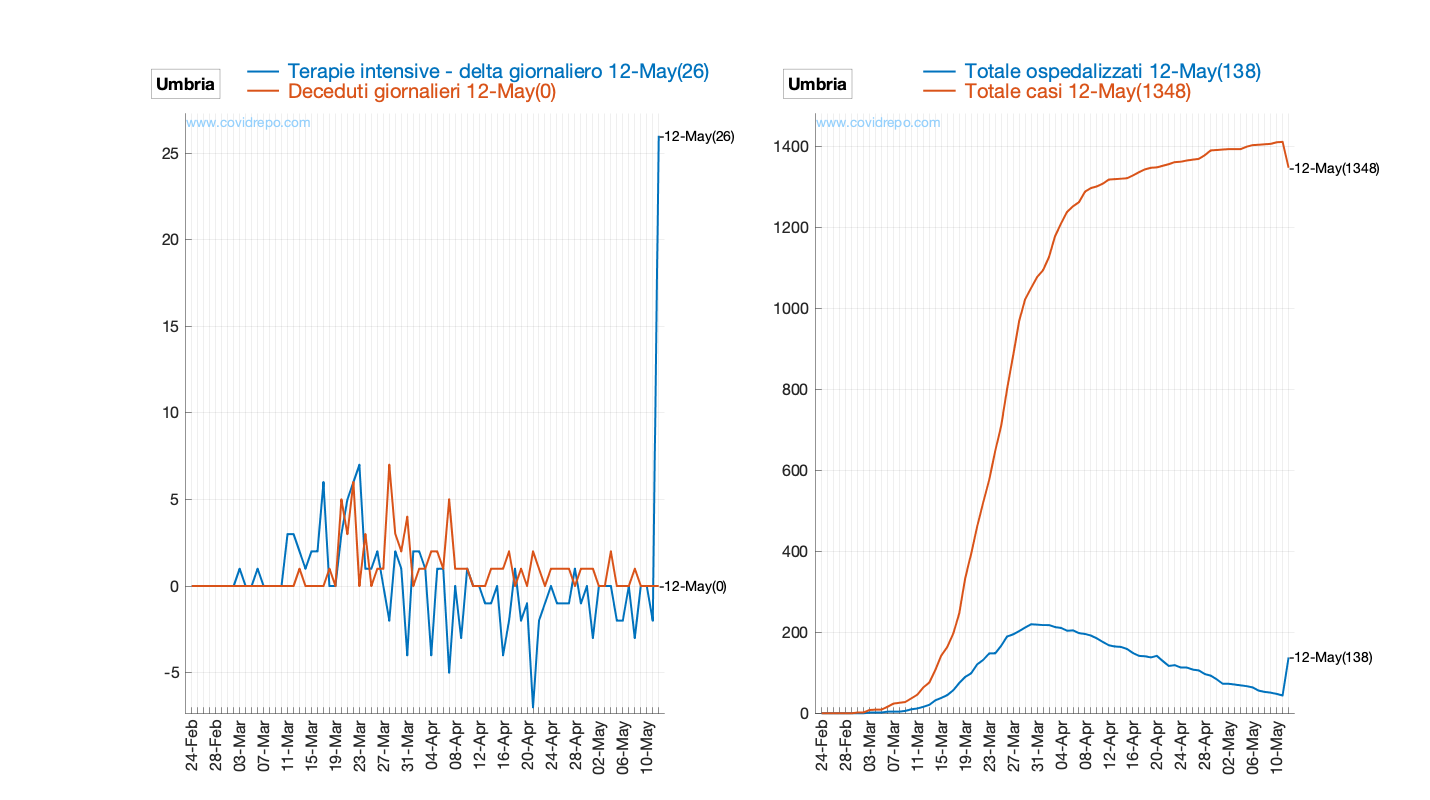 Umbria
Terapie intensive - delta giornaliero 12-May(26)
Deceduti giornalieri 12-May(0)
www.covidrepo.com
12-May(26)
25
20
15
10
5
0
-5
12-May(0)
24-Feb
28-Feb
03-Mar
07-Mar
11-Mar
15-Mar
19-Mar
23-Mar
27-Mar
31-Mar
04-Apr
08-Apr
12-Apr
16-Apr
20-Apr
24-Apr
28-Apr
02-May
06-May
10-May
Umbria
Totale ospedalizzati 12-May(138)
Totale casi 12-May(1348)
www.covidrepo.com
1400
1200
1000
800
600
400
200
0
12-May(1348)
12-May(138)
24-Feb
28-Feb
03-Mar
07-Mar
11-Mar
15-Mar
19-Mar
23-Mar
27-Mar
31-Mar
04-Apr
08-Apr
12-Apr
16-Apr
20-Apr
24-Apr
28-Apr
02-May
06-May
10-May